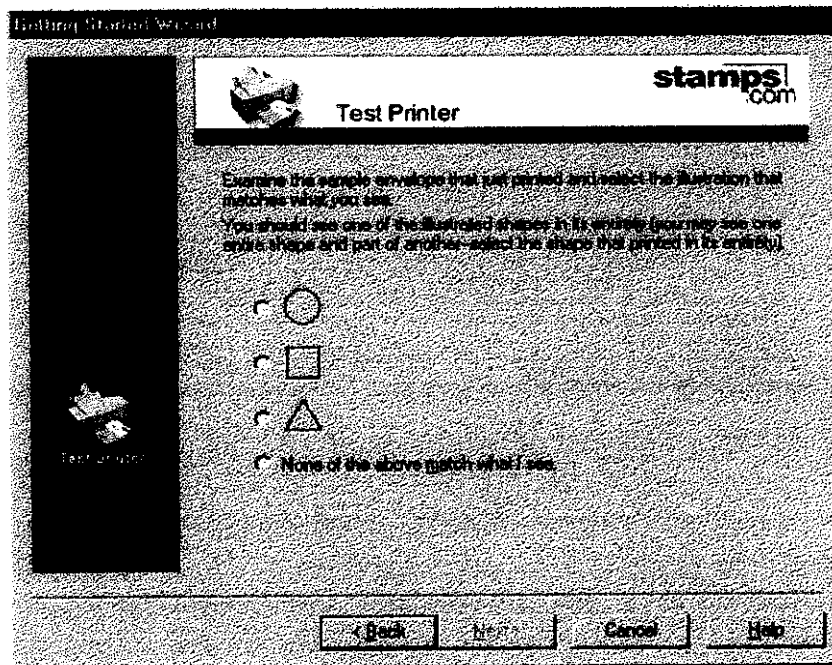 Getting Started Wizard
stamps
.com
Test Printer
Examine the sample envelope that just printed and select the illustration that
matches what you see.
You should see one of the illustrated shapes in its entirety (you may see one
entire shape and part of another-select the shape that printed in its entirety).
None of the above match what I see.
Test Printer
< Back
Next >
Cancel
Help